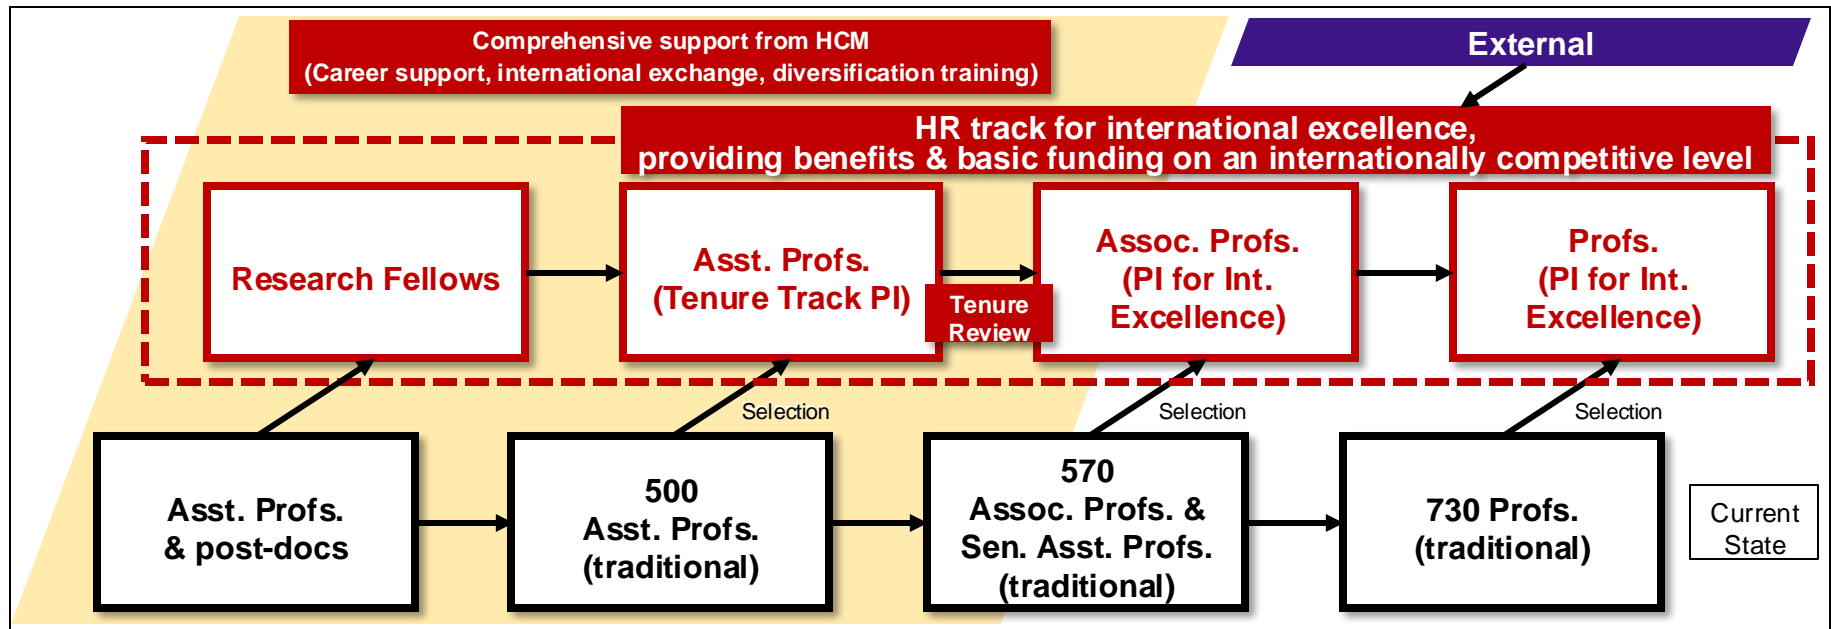 Comprehensive support from HCM
(Career support, international exchange, diversification training)
External
HR track for international excellence,
providing benefits & basic funding on an internationally competitive level
Research Fellows
Asst. Profs.
(Tenure Track PI)
Tenure
Review
Assoc. Profs.
(PI for Int.
Excellence)
Profs.
(PI for Int.
Excellence)
Selection
Selection
Selection
Asst. Profs.
& post-docs
500
Asst. Profs.
(traditional)
570
Assoc. Profs. &
Sen. Asst. Profs.
(traditional)
730 Profs.
(traditional)
Current
State